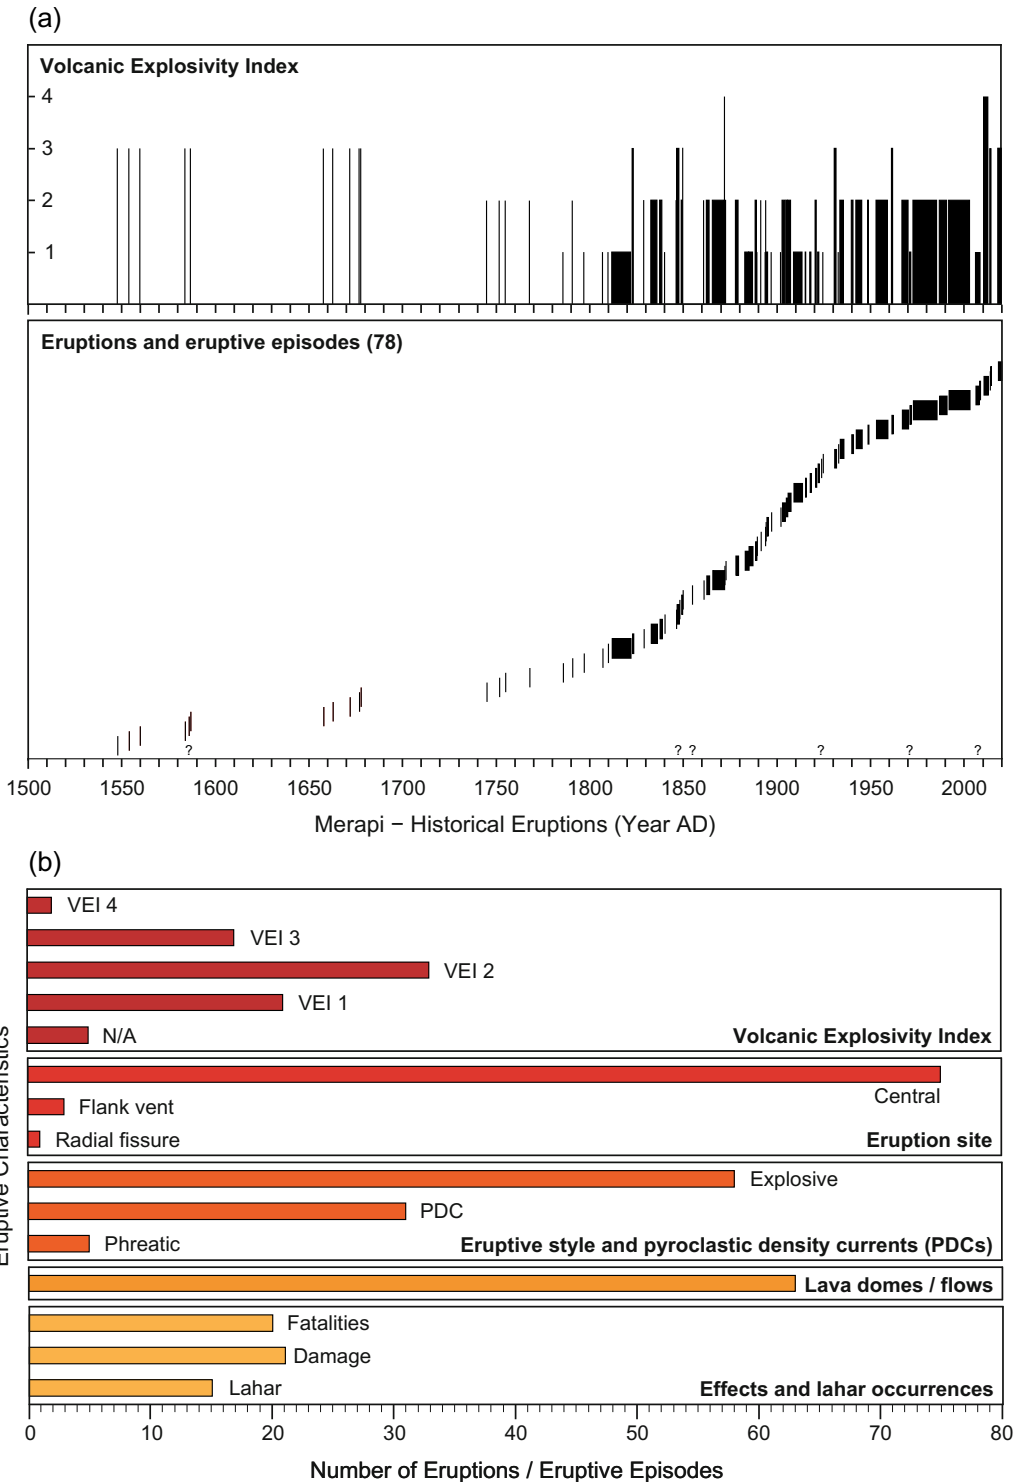 (a)
Volcanic Explosivity Index
4
3
2
1
Eruptions and eruptive episodes (78)
? ? ? ? ? ?
1500 1550 1600 1650 1700 1750 1800 1850 1900 1950 2000
Merapi − Historical Eruptions (Year AD)
(b)
Eruptive Characteristics
VEI 4
VEI 3
VEI 2
VEI 1
N/A
Volcanic Explosivity Index
Central
Flank vent
Radial fissure
Eruption site
Explosive
PDC
Phreatic
Eruptive style and pyroclastic density currents (PDCs)
Lava domes / flows
Fatalities
Damage
Lahar
Effects and lahar occurrences
0 10 20 30 40 50 60 70 80
Number of Eruptions / Eruptive Episodes